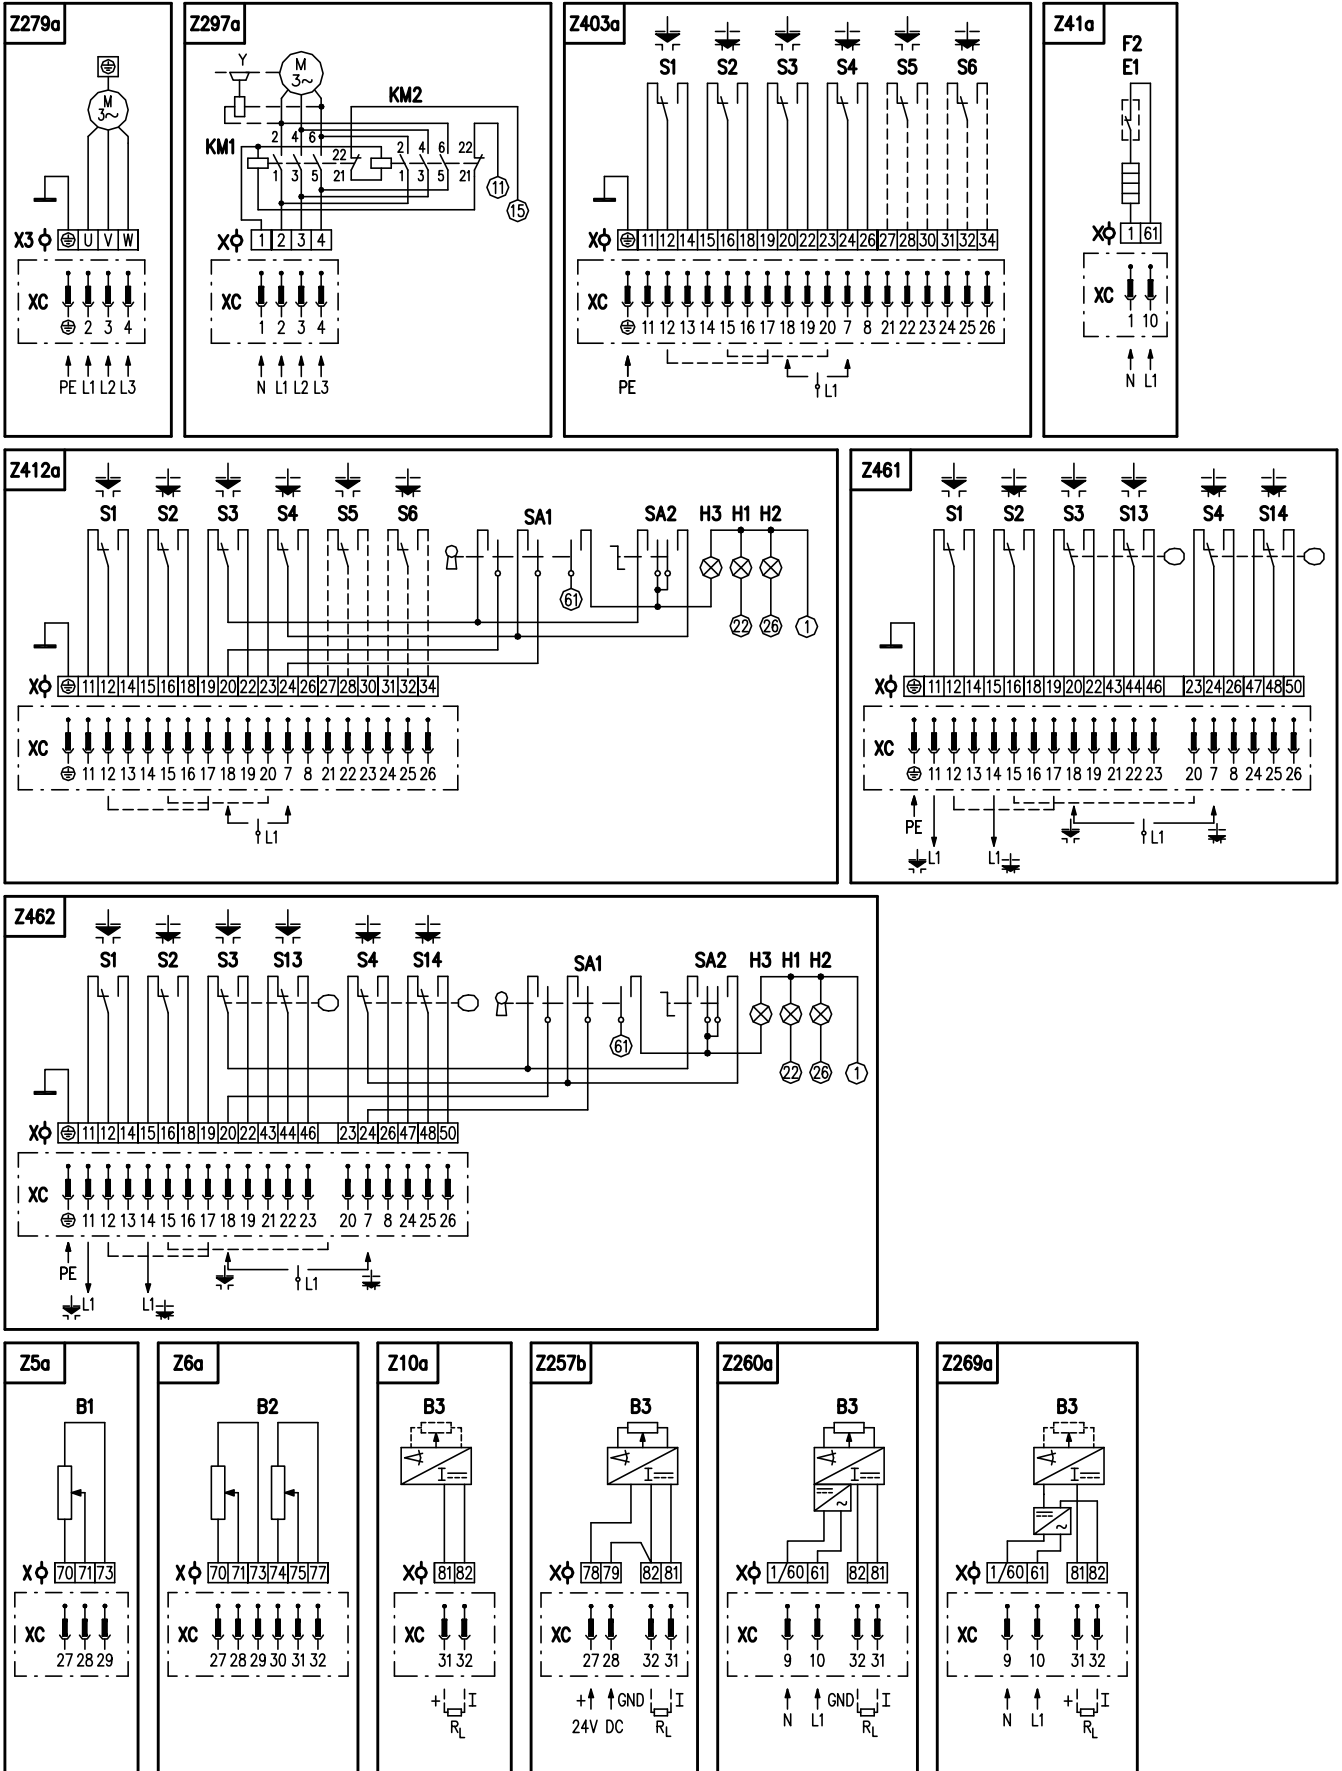 Z279a
M
3~
X3 U V W
XC
2 3 4
PE L1 L2 L3
Z297a
Y
M
3~
KM2
KM1
2 4 6 22 2 4 6 22
1 3 5 21 1 3 5 21
11
15
X 1 2 3 4
XC
1 2 3 4
N L1 L2 L3
Z403a
S1 S2 S3 S4 S5 S6
X 11 12 14 15 16 18 19 20 22 23 24 26 27 28 30 31 32 34
XC
11 12 13 14 15 16 17 18 19 20 7 8 21 22 23 24 25 26
PE L1
Z41a
F2
E1
X 1 61
XC
1 10
N L1
Z412a
S1 S2 S3 S4 S5 S6 SA1 SA2 H3 H1 H2
61 22 26 1
X 11 12 14 15 16 18 19 20 22 23 24 26 27 28 30 31 32 34
XC
11 12 13 14 15 16 17 18 19 20 7 8 21 22 23 24 25 26
L1
Z461
S1 S2 S3 S13 S4 S14
X 11 12 14 15 16 18 19 20 22 43 44 46 23 24 26 47 48 50
XC
11 12 13 14 15 16 17 18 19 21 22 23 20 7 8 24 25 26
PE L1
L1 L1
Z462
S1 S2 S3 S13 S4 S14 SA1 SA2 H3 H1 H2
61 22 26 1
X 11 12 14 15 16 18 19 20 22 43 44 46 23 24 26 47 48 50
XC
11 12 13 14 15 16 17 18 19 21 22 23 20 7 8 24 25 26
PE L1
L1 L1
Z5a
B1
X 70 71 73
XC
27 28 29
Z6a
B2
X 70 71 73 74 75 77
XC
27 28 29 30 31 32
Z10a
B3
I
X 81 82
XC
31 32
+ I
RL
Z257b
B3
I
X 78 79 82 81
XC
27 28 32 31
+ GND I
24V DC RL
Z260a
B3
I
~
X 1/60 61 82 81
XC
9 10 32 31
GND I
N L1 RL
Z269a
B3
I
~
X 1/60 61 81 82
XC
9 10 31 32
+ I
N L1 RL